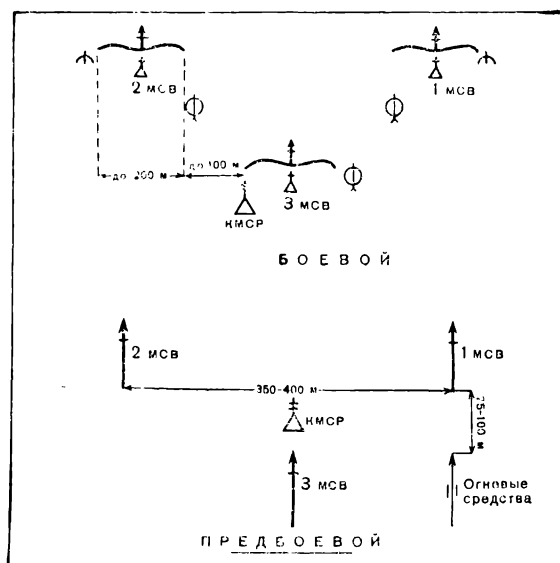 2 МСВ
1 МСВ
до 200 м
до 100 м
3 МСВ
КМСР
БОЕВОЙ
2 МСВ
1 МСВ
350-400 м
КМСР
75-100 м
3 МСВ
Огновые
средства
ПРЕДБОЕВОЙ